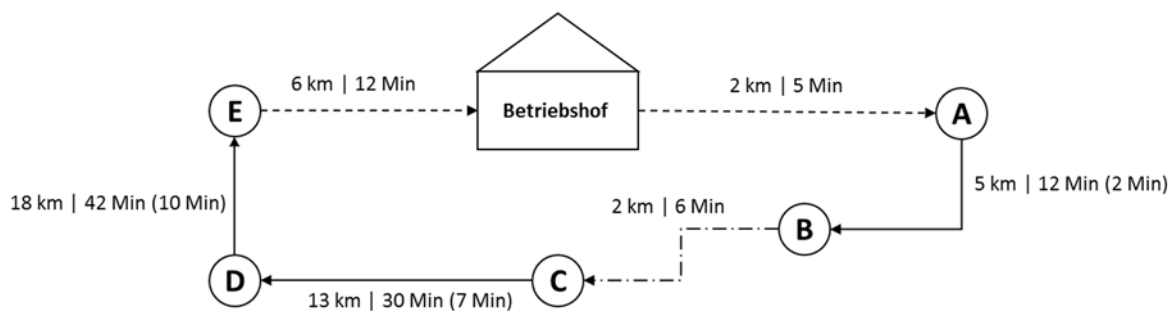 6 km | 12 Min
2 km | 5 Min
E
Betriebshof
A
18 km | 42 Min (10 Min)
5 km | 12 Min (2 Min)
2 km | 6 Min
B
D
C
13 km | 30 Min (7 Min)